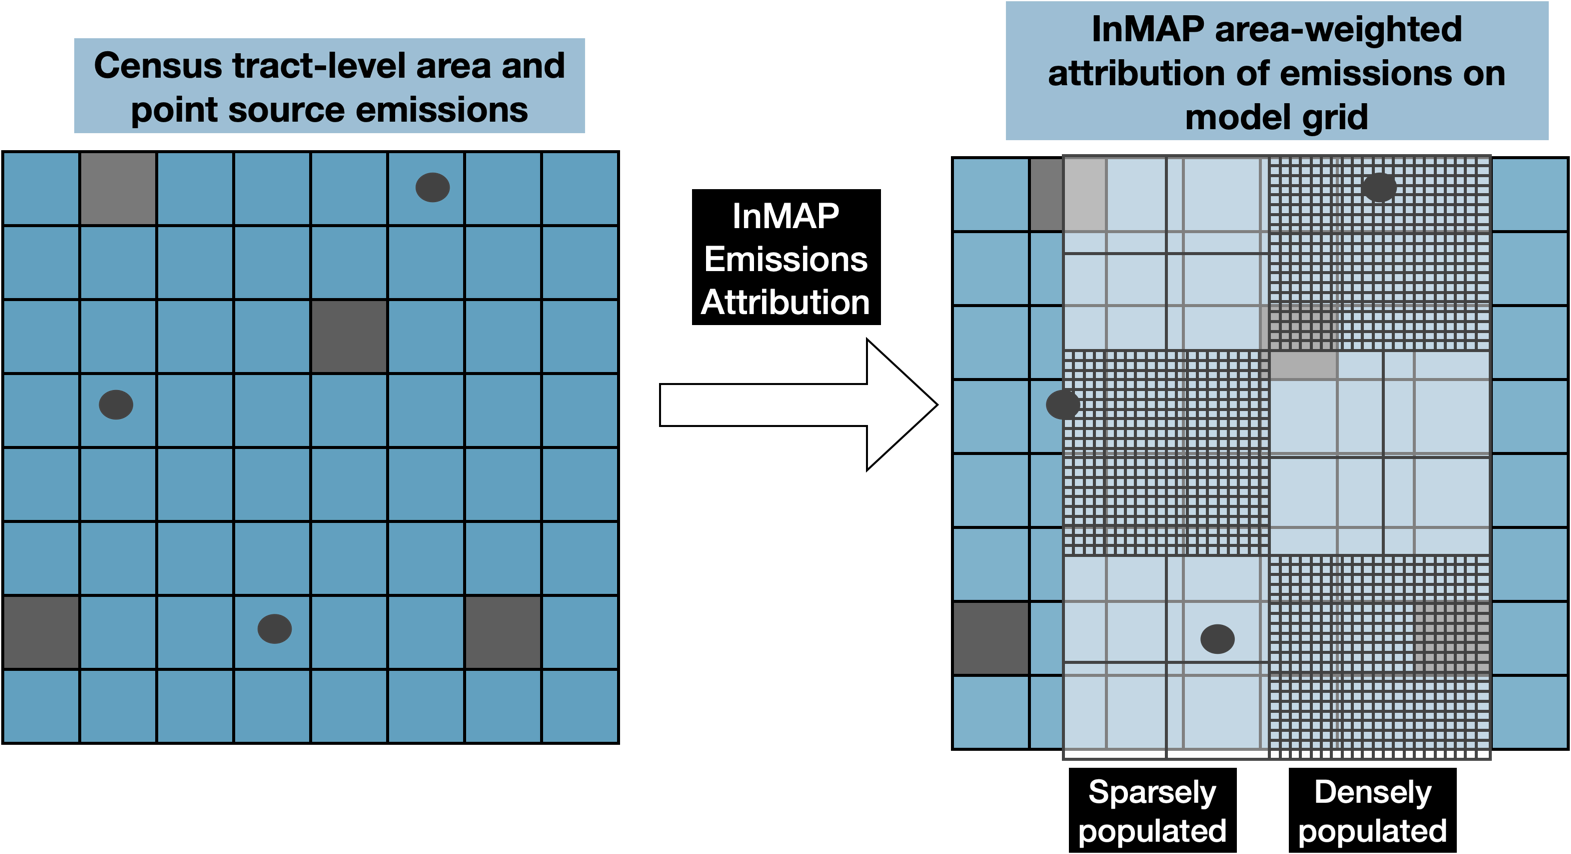 Census tract-level area and
point source emissions
InMAP
Emissions
Attribution
InMAP area-weighted
attribution of emissions on
model grid
Sparsely
populated
Densely
populated